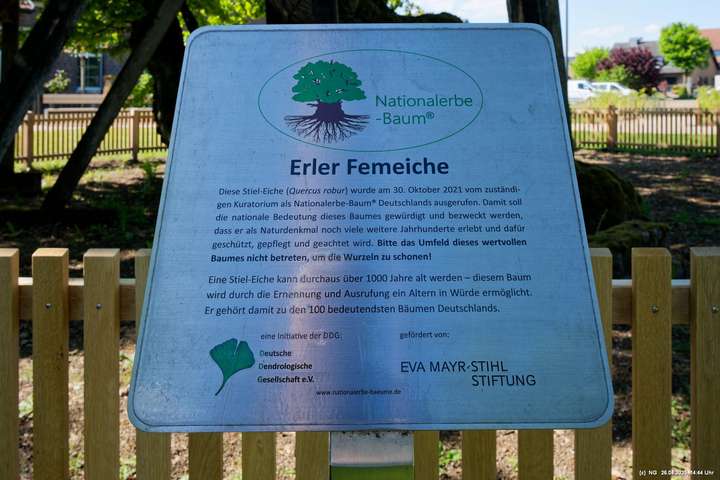 Nationalerbe
-Baum®
Erler Femeiche
Diese Stiel-Eiche (Quercus robur) wurde am 30. Oktober 2021 vom zuständi-
gen Kuratorium als Nationalerbe-Baum® Deutschlands ausgerufen. Damit soll
die nationale Bedeutung dieses Baumes gewürdigt und bezweckt werden,
dass er als Naturdenkmal noch viele weitere Jahrhunderte erlebt und dafür
geschützt, gepflegt und geachtet wird. Bitte das Umfeld dieses wertvollen
Baumes nicht betreten, um die Wurzeln zu schonen!
Eine Stiel-Eiche kann durchaus über 1000 Jahre alt werden – diesem Baum
wird durch die Ernennung und Ausrufung ein Altern in Würde ermöglicht.
Er gehört damit zu den 100 bedeutendsten Bäumen Deutschlands.
eine Initiative der DDG:
Deutsche
Dendrologische
Gesellschaft e.V.
gefördert von:
EVA MAYR-STIHL
STIFTUNG
www.nationalerbe-baeume.de
(c) NG